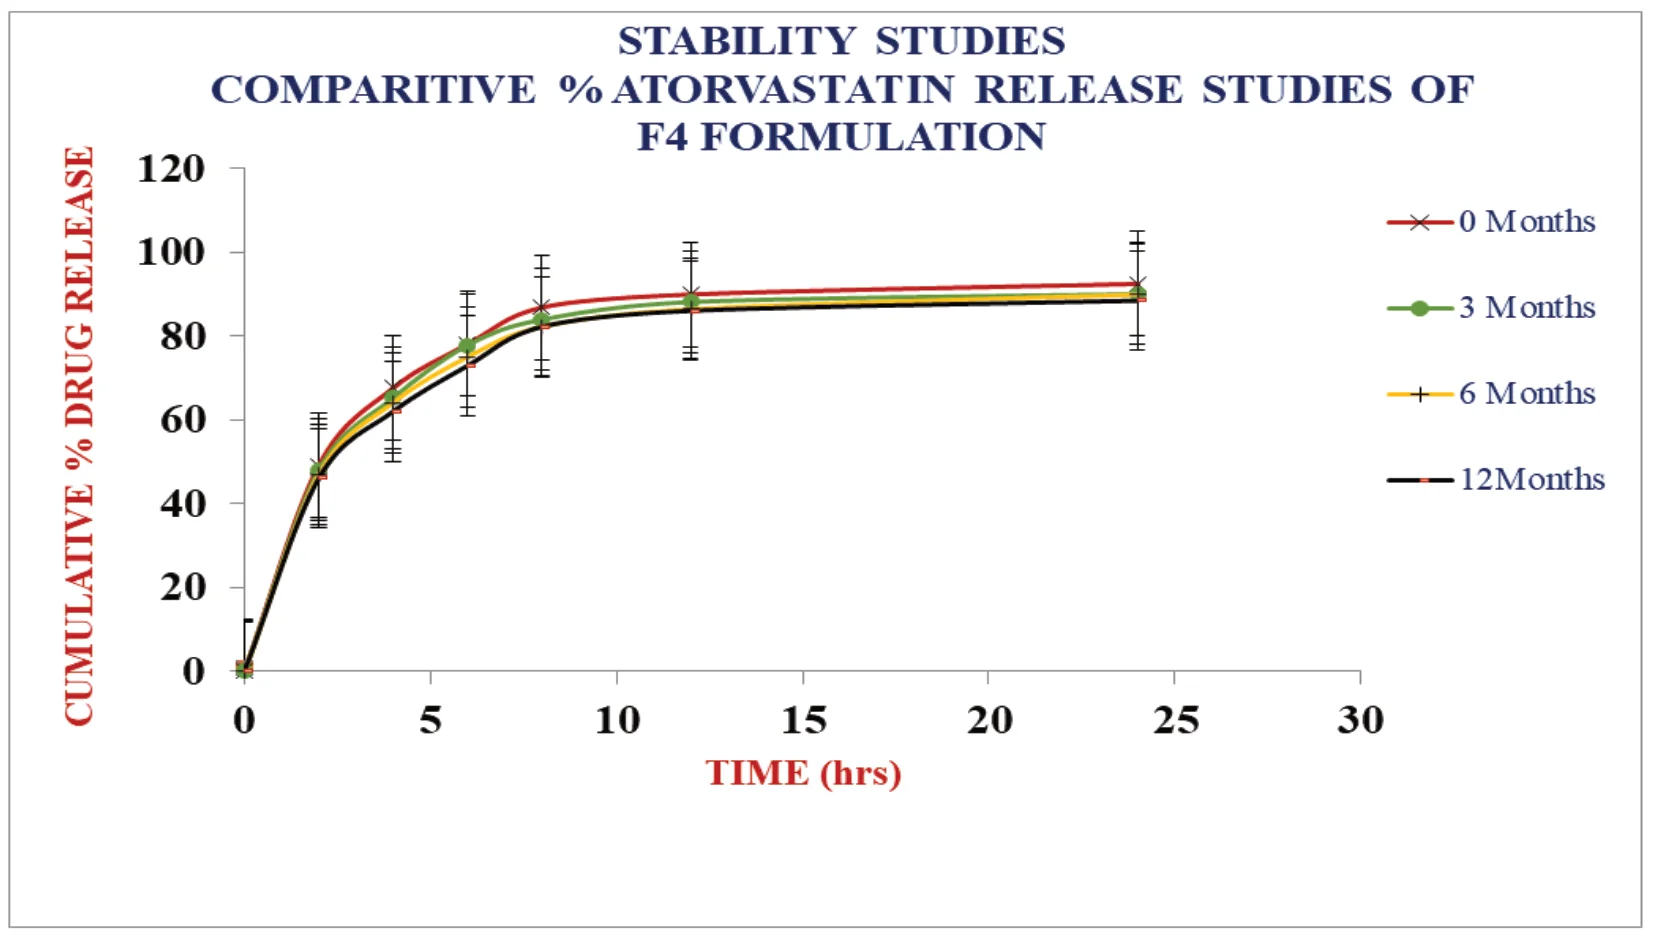 STABILITY STUDIES
COMPARITIVE % ATORVASTATIN RELEASE STUDIES OF
F4 FORMULATION
CUMULATIVE % DRUG RELEASE
120
100
80
60
40
20
0
0 5 10 15 20 25 30
TIME (hrs)
0 Months
3 Months
6 Months
12Months